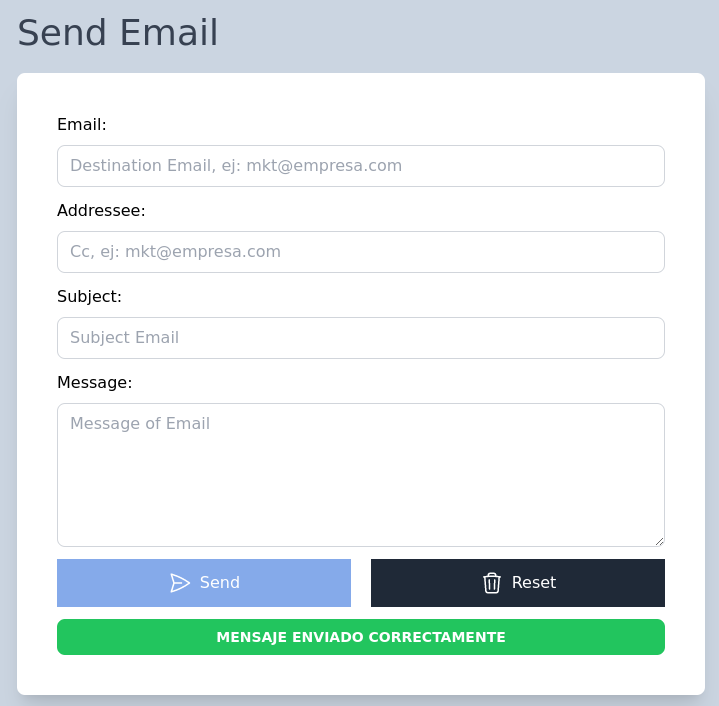 Send Email
Email:
Destination Email, ej: mkt@empresa.com
Addressee:
Cc, ej: mkt@empresa.com
Subject:
Subject Email
Message:
Message of Email
Send
Reset
MENSAJE ENVIADO CORRECTAMENTE